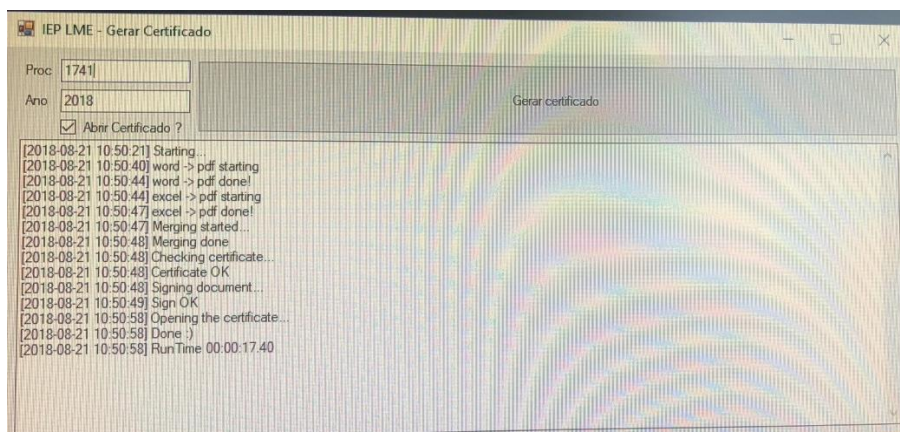 IEP LME - Gerar Certificado
Proc 1741
Gerar certificado
Ano 2018
Abrir Certificado ?
[2018-08-21 10:50:21] Starting...
[2018-08-21 10:50:40] word -> pdf starting
[2018-08-21 10:50:44] word -> pdf done!
[2018-08-21 10:50:44] excel -> pdf starting
[2018-08-21 10:50:47] excel -> pdf done!
[2018-08-21 10:50:47] Merging started...
[2018-08-21 10:50:48] Merging done
[2018-08-21 10:50:48] Checking certificate...
[2018-08-21 10:50:48] Certificate OK
[2018-08-21 10:50:48] Signing document...
[2018-08-21 10:50:49] Sign OK
[2018-08-21 10:50:58] Opening the certificate...
[2018-08-21 10:50:58] Done :)
[2018-08-21 10:50:58] RunTime 00:00:17.40